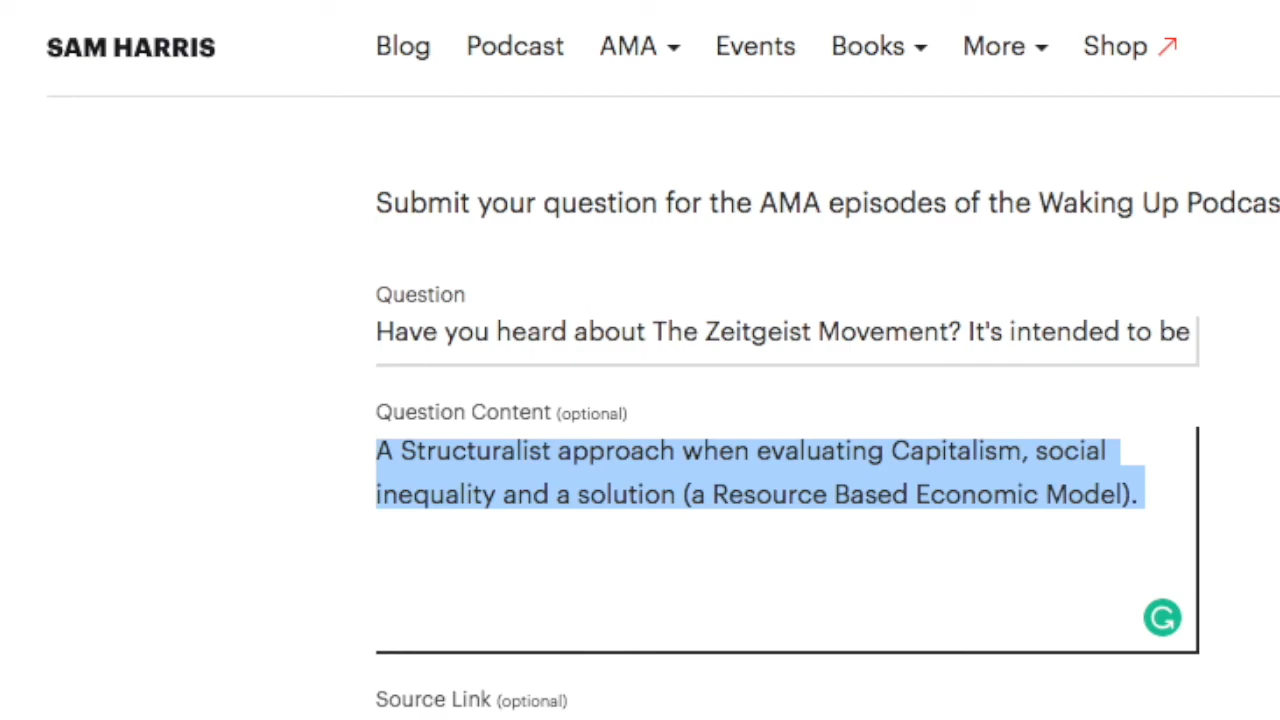 SAM HARRIS Blog Podcast AMA Events Books More Shop
Submit your question for the AMA episodes of the Waking Up Podcas
Question
Have you heard about The Zeitgeist Movement? It's intended to be
Question Content (optional)
A Structuralist approach when evaluating Capitalism, social
inequality and a solution (a Resource Based Economic Model).
Source Link (optional)